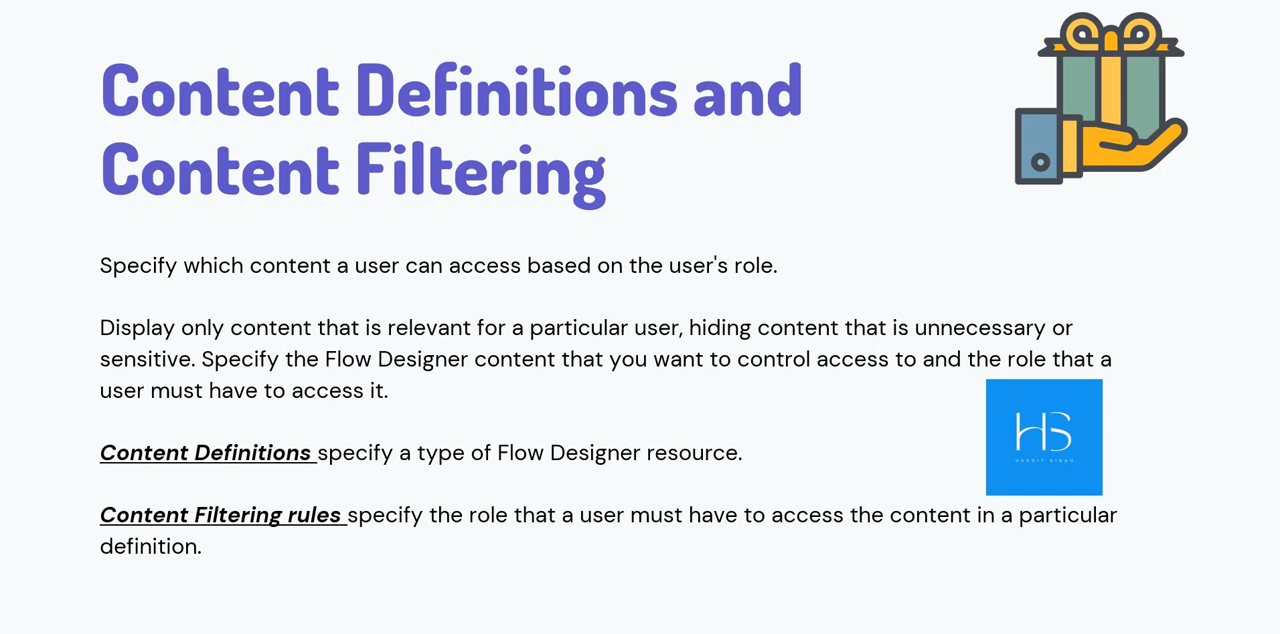 Content Definitions and
Content Filtering
Specify which content a user can access based on the user's role.
Display only content that is relevant for a particular user, hiding content that is unnecessary or
sensitive. Specify the Flow Designer content that you want to control access to and the role that a
user must have to access it.
HS
HARSIT SINGH
Content Definitions specify a type of Flow Designer resource.
Content Filtering rules specify the role that a user must have to access the content in a particular
definition.